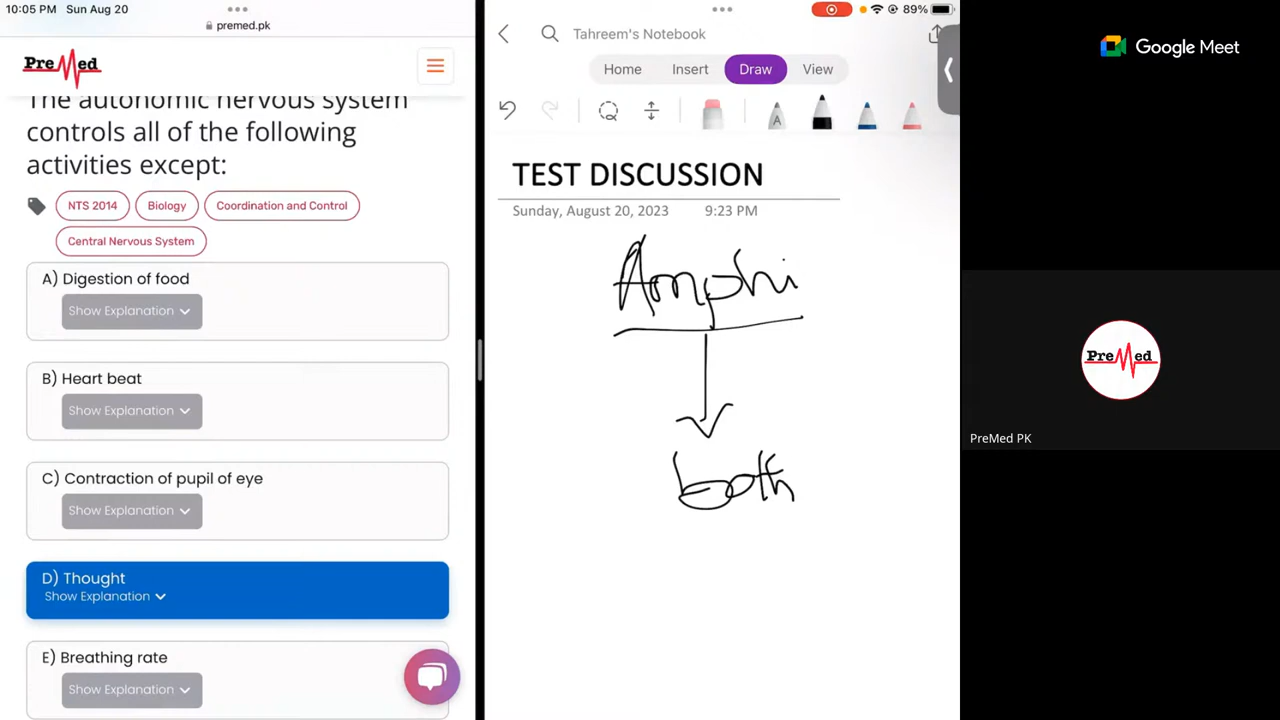 10:05 PM Sun Aug 20
premed.pk
PreMed
The autonomic nervous system
controls all of the following
activities except:
NTS 2014
Biology
Coordination and Control
Central Nervous System
A) Digestion of food
Show Explanation
B) Heart beat
Show Explanation
C) Contraction of pupil of eye
Show Explanation
D) Thought
Show Explanation
E) Breathing rate
Show Explanation
89%
Tahreem's Notebook
Home
Insert
Draw
View
A
TEST DISCUSSION
Sunday, August 20, 2023 9:23 PM
Amphi
both
Google Meet
PreMed
PreMed PK